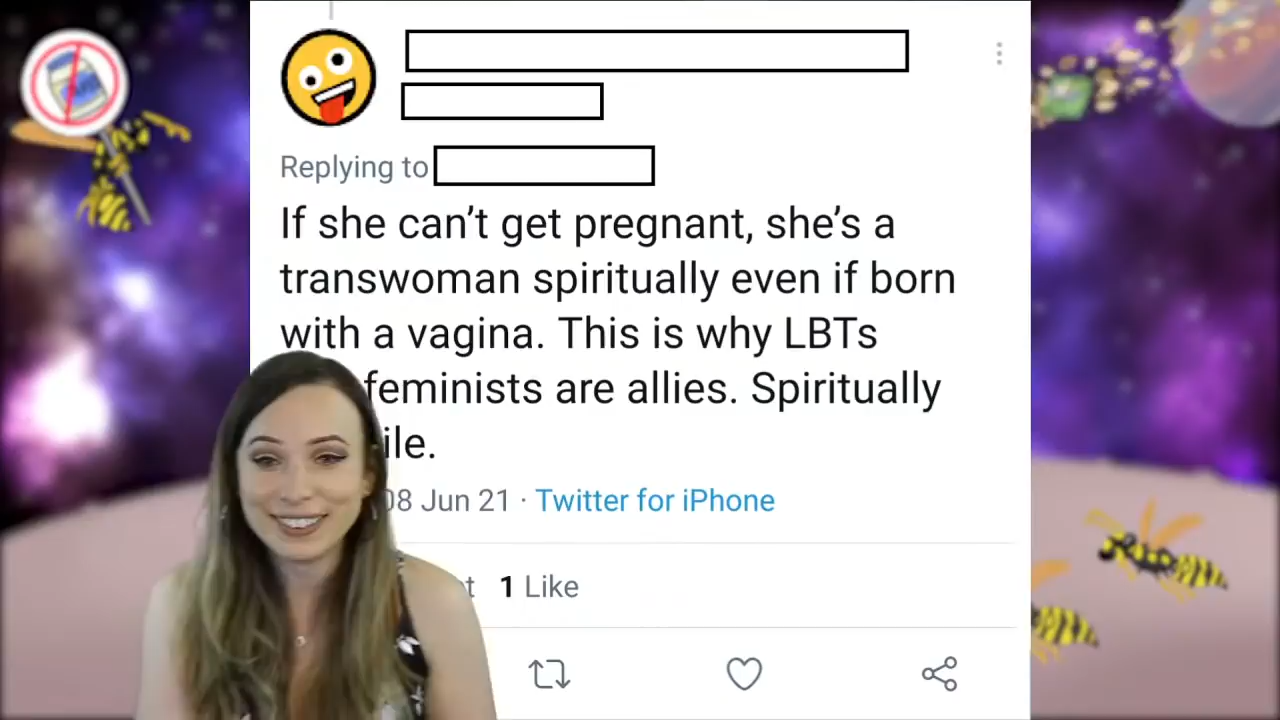 Replying to
If she can't get pregnant, she's a
transwoman spiritually even if born
with a vagina. This is why LBTs
feminists are allies. Spiritually
ile.
08 Jun 21 · Twitter for iPhone
1 Like